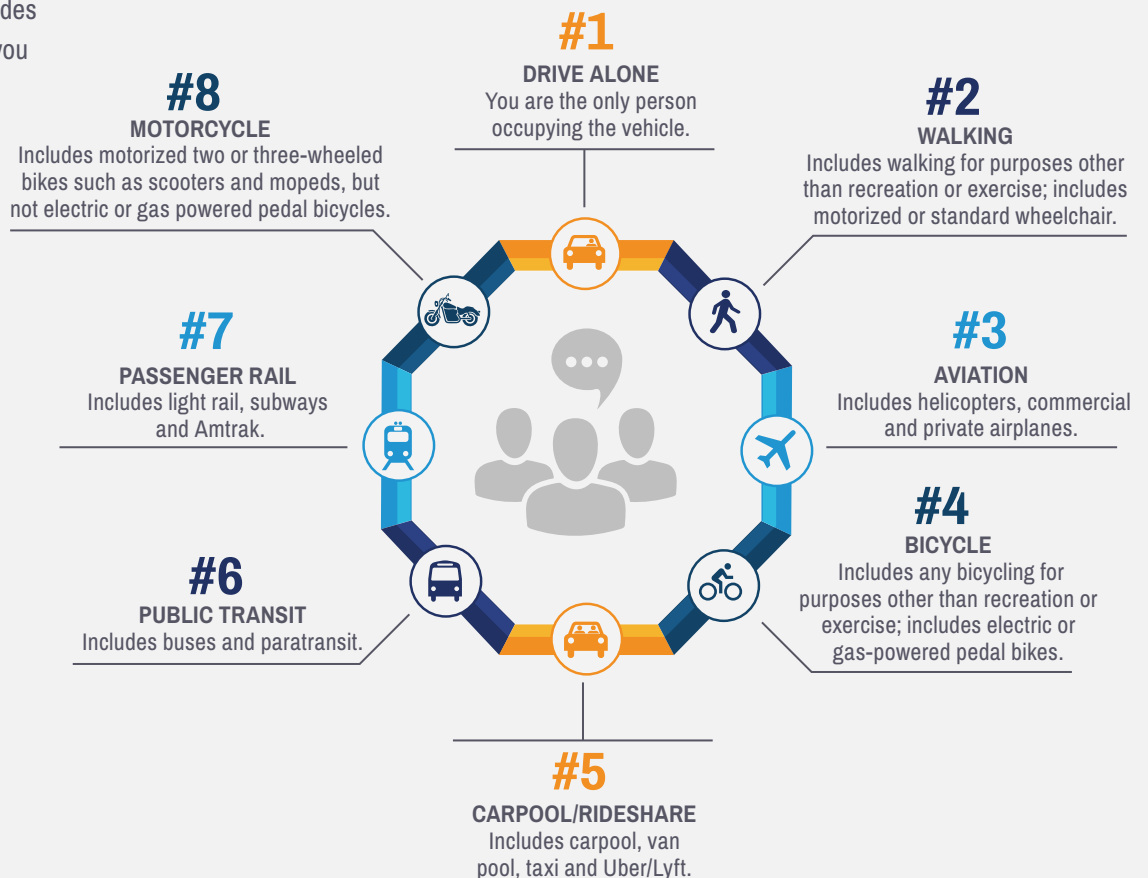 des
you
#1
DRIVE ALONE
You are the only person
occupying the vehicle.
#2
WALKING
Includes walking for purposes other
than recreation or exercise; includes
motorized or standard wheelchair.
#3
AVIATION
Includes helicopters, commercial
and private airplanes.
#4
BICYCLE
Includes any bicycling for
purposes other than recreation or
exercise; includes electric or
gas-powered pedal bikes.
#5
CARPOOL/RIDESHARE
Includes carpool, van
pool, taxi and Uber/Lyft.
#6
PUBLIC TRANSIT
Includes buses and paratransit.
#7
PASSENGER RAIL
Includes light rail, subways
and Amtrak.
#8
MOTORCYCLE
Includes motorized two or three-wheeled
bikes such as scooters and mopeds, but
not electric or gas powered pedal bicycles.